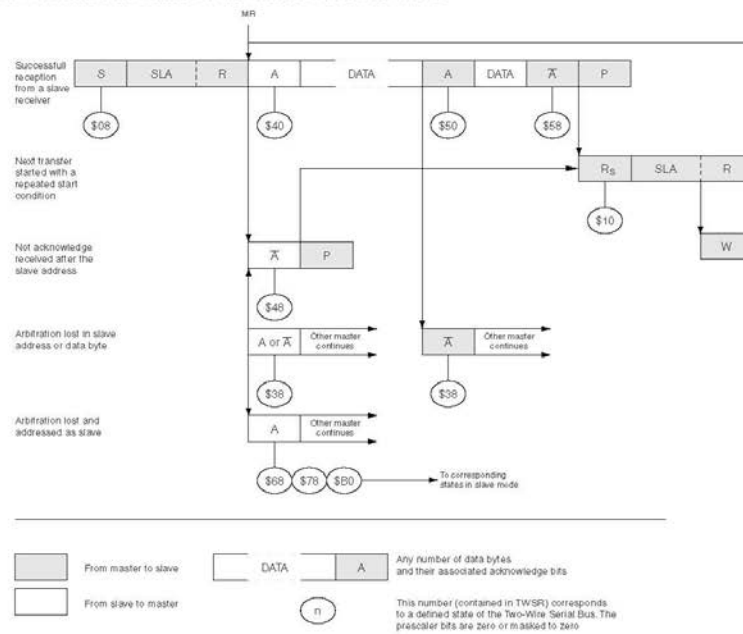 MR
Successfull
reception
from a slave
receiver
S SLA R A DATA A DATA A̅ P
$08 $40 $50 $58
Next transfer
started with a
repeated start
condition
RS SLA R
$10
W
Not acknowledge
received after the
slave address
A̅ P
$48
Arbitration lost in slave
address or data byte
A or A̅ Other master
continues
A̅ Other master
continues
$38 $38
Arbitration lost and
addressed as slave
A Other master
continues
$68 $78 $B0
To corresponding
states in slave mode
From master to slave
DATA A
Any number of data bytes
and their associated acknowledge bits
From slave to master
n
This number (contained in TWSR) corresponds
to a defined state of the Two-Wire Serial Bus. The
prescaler bits are zero or masked to zero